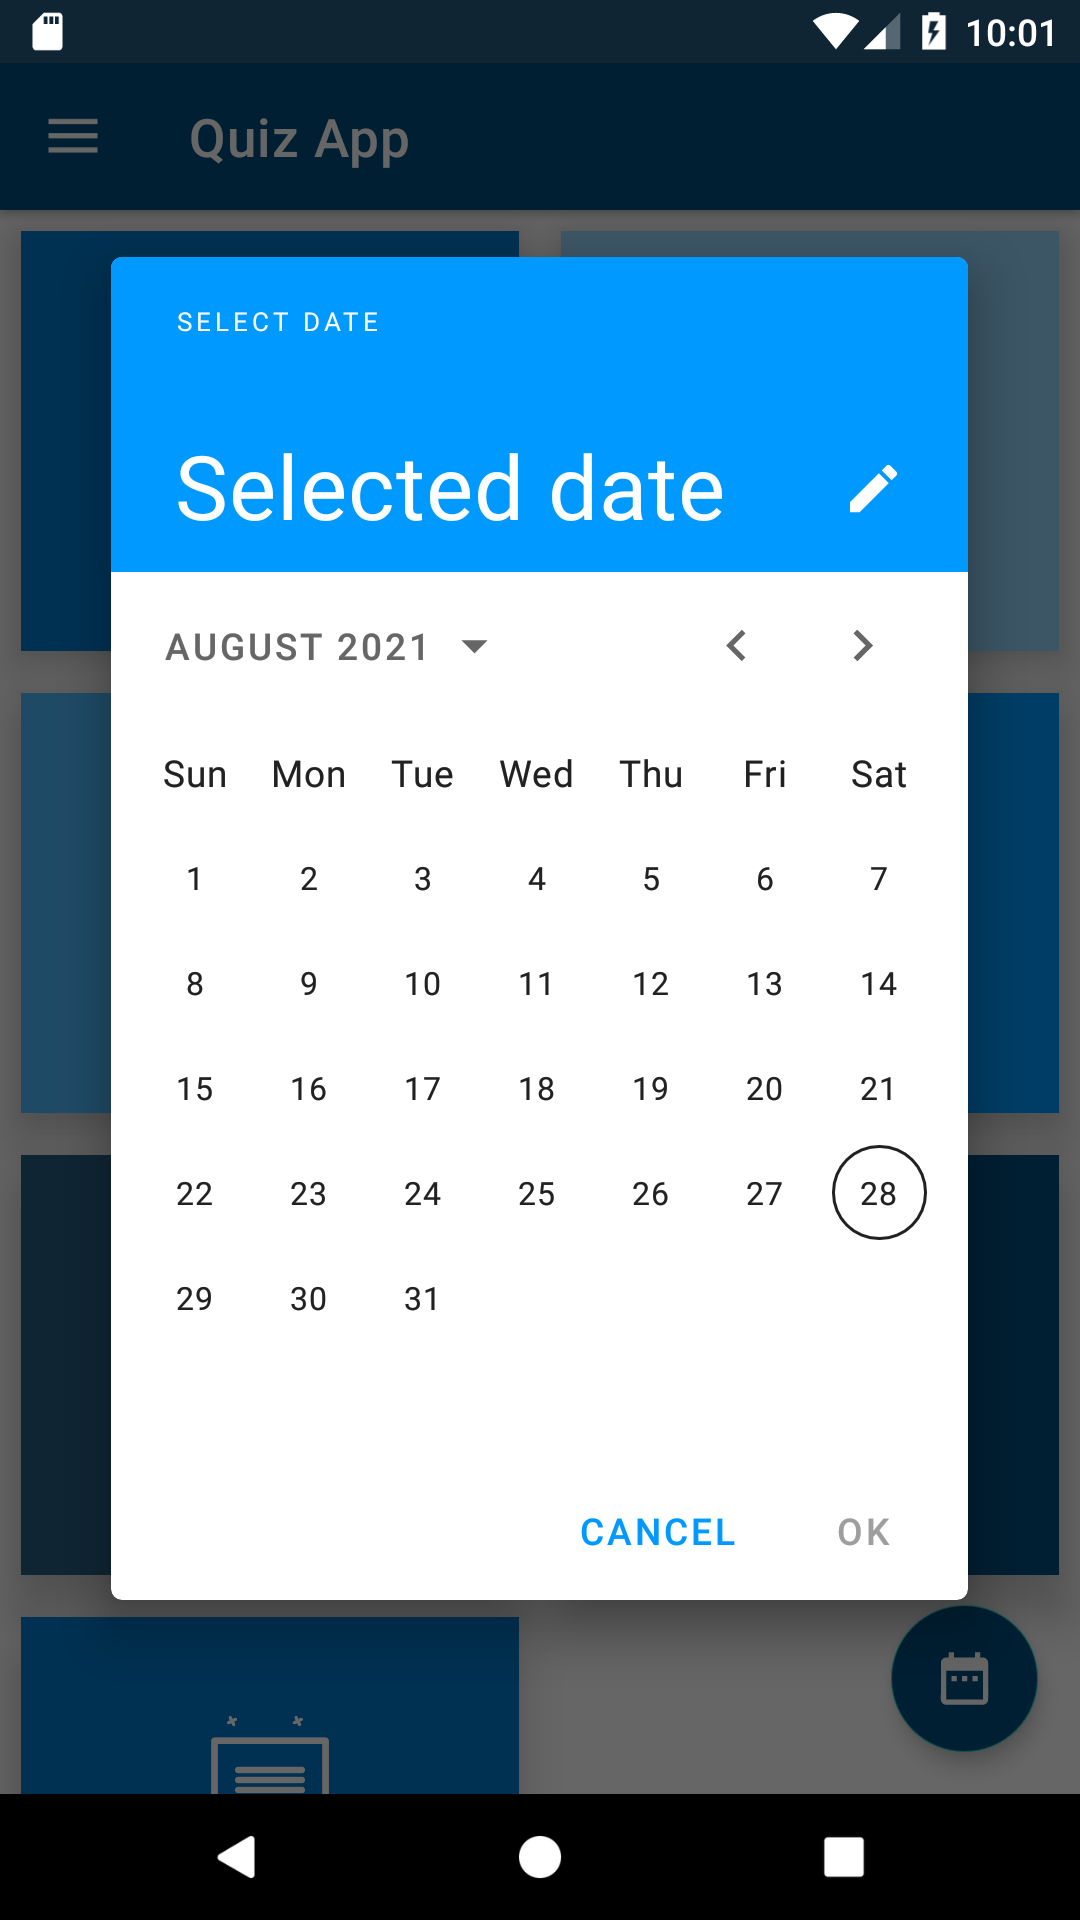 10:01
Quiz App
SELECT DATE
Selected date
AUGUST 2021
Sun Mon Tue Wed Thu Fri Sat
1 2 3 4 5 6 7
8 9 10 11 12 13 14
15 16 17 18 19 20 21
22 23 24 25 26 27 28
29 30 31
CANCEL OK